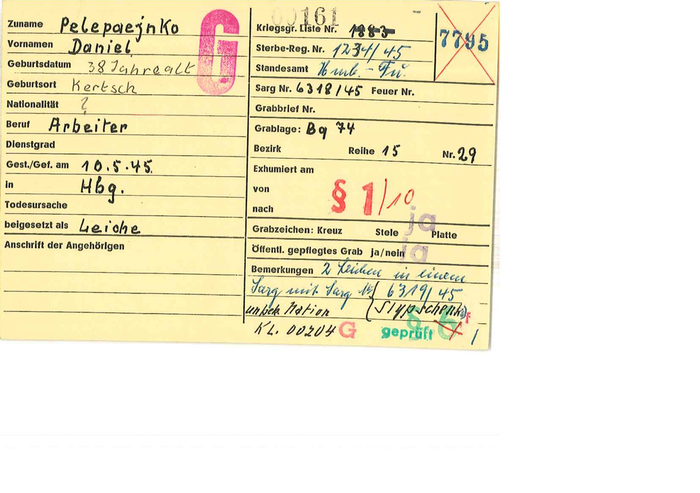 Zuname Pelepaejnko
Vornamen Daniel
Geburtsdatum 38 Jahre alt
Geburtsort Kertsch
Nationalität ?
Beruf Arbeiter
Dienstgrad
Gest./Gef. am 10.5.45.
in Hbg.
Todesursache
beigesetzt als Leiche
Anschrift der Angehörigen
G
161
Kriegsgr. Liste Nr. 1883
7795
Sterbe-Reg. Nr. 1234/45
Standesamt Hmb.-Fu.
Sarg Nr. 6318/45 Feuer Nr.
Grabbrief Nr.
Grablage: Bq 74
Bezirk Reihe 15 Nr. 29
Exhumiert am
von
nach
§ 1/10
ja
Grabzeichen: Kreuz Stele Platte
ja
Öffentl. gepflegtes Grab ja/nein
Bemerkungen 2 Leichen in einem
Sarg mit Sarg Nr. 6319/45
unbek. Nation
KL. 00204 G geprüft